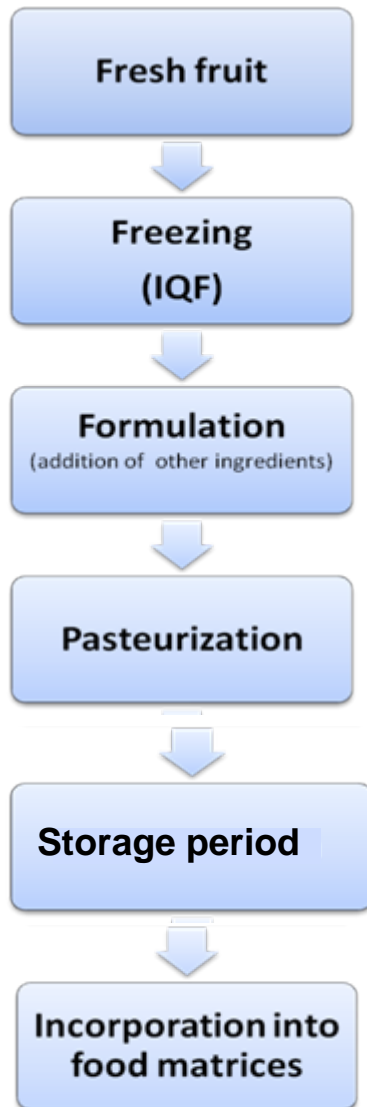 Fresh fruit
Freezing
(IQF)
Formulation
(addition of other ingredients)
Pasteurization
Storage period
Incorporation into
food matrices